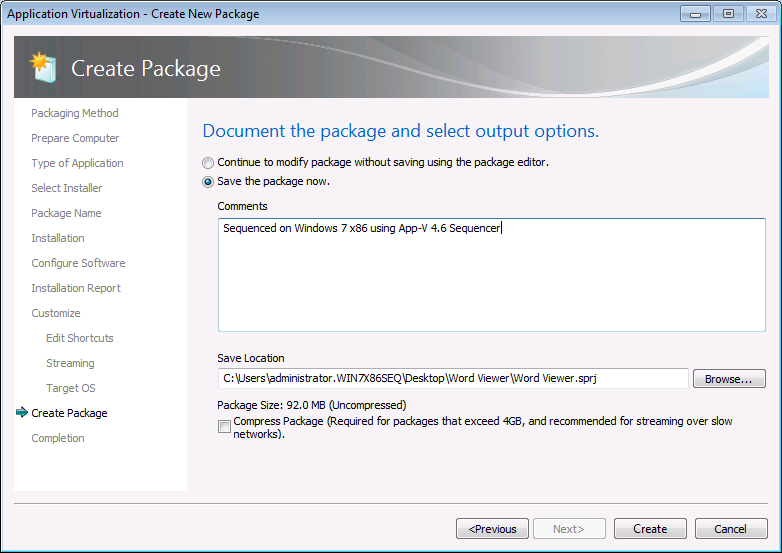 Application Virtualization - Create New Package
Create Package
Packaging Method
Prepare Computer
Type of Application
Select Installer
Package Name
Installation
Configure Software
Installation Report
Customize
Edit Shortcuts
Streaming
Target OS
Create Package
Completion
Document the package and select output options.
Continue to modify package without saving using the package editor.
Save the package now.
Comments
Sequenced on Windows 7 x86 using App-V 4.6 Sequencer
Save Location
C:\Users\administrator.WIN7X86SEQ\Desktop\Word Viewer\Word Viewer.sprj
Browse...
Package Size: 92.0 MB (Uncompressed)
Compress Package (Required for packages that exceed 4GB, and recommended for streaming over slow
networks).
<Previous
Next>
Create
Cancel